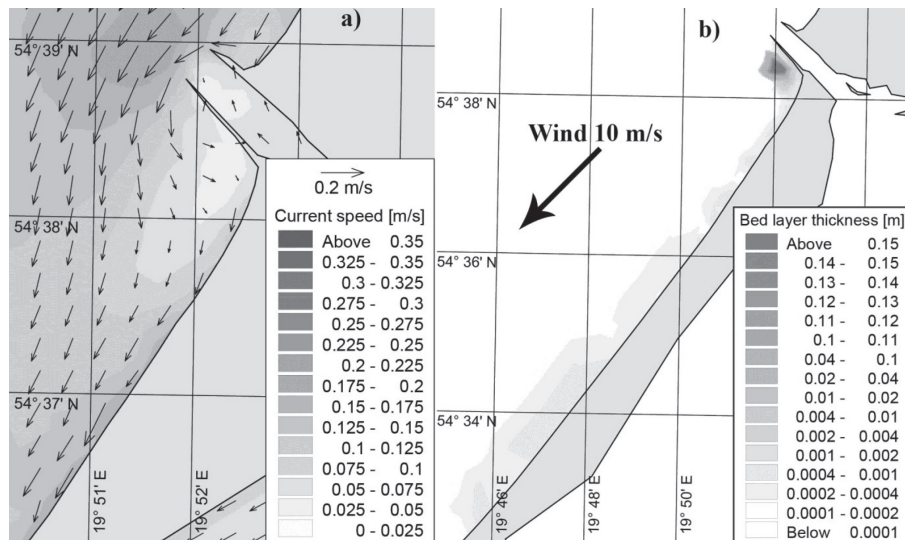 a)
54° 39' N
54° 38' N
54° 37' N
19° 51' E
19° 52' E
0.2 m/s
Current speed [m/s]
Above 0.35
0.325 - 0.35
0.3 - 0.325
0.275 - 0.3
0.25 - 0.275
0.225 - 0.25
0.2 - 0.225
0.175 - 0.2
0.15 - 0.175
0.125 - 0.15
0.1 - 0.125
0.075 - 0.1
0.05 - 0.075
0.025 - 0.05
0 - 0.025
b)
54° 38' N
Wind 10 m/s
54° 36' N
54° 34' N
19° 46' E
19° 48' E
19° 50' E
Bed layer thickness [m]
Above 0.15
0.14 - 0.15
0.13 - 0.14
0.12 - 0.13
0.11 - 0.12
0.1 - 0.11
0.04 - 0.1
0.02 - 0.04
0.01 - 0.02
0.004 - 0.01
0.002 - 0.004
0.001 - 0.002
0.0004 - 0.001
0.0002 - 0.0004
0.0001 - 0.0002
Below 0.0001